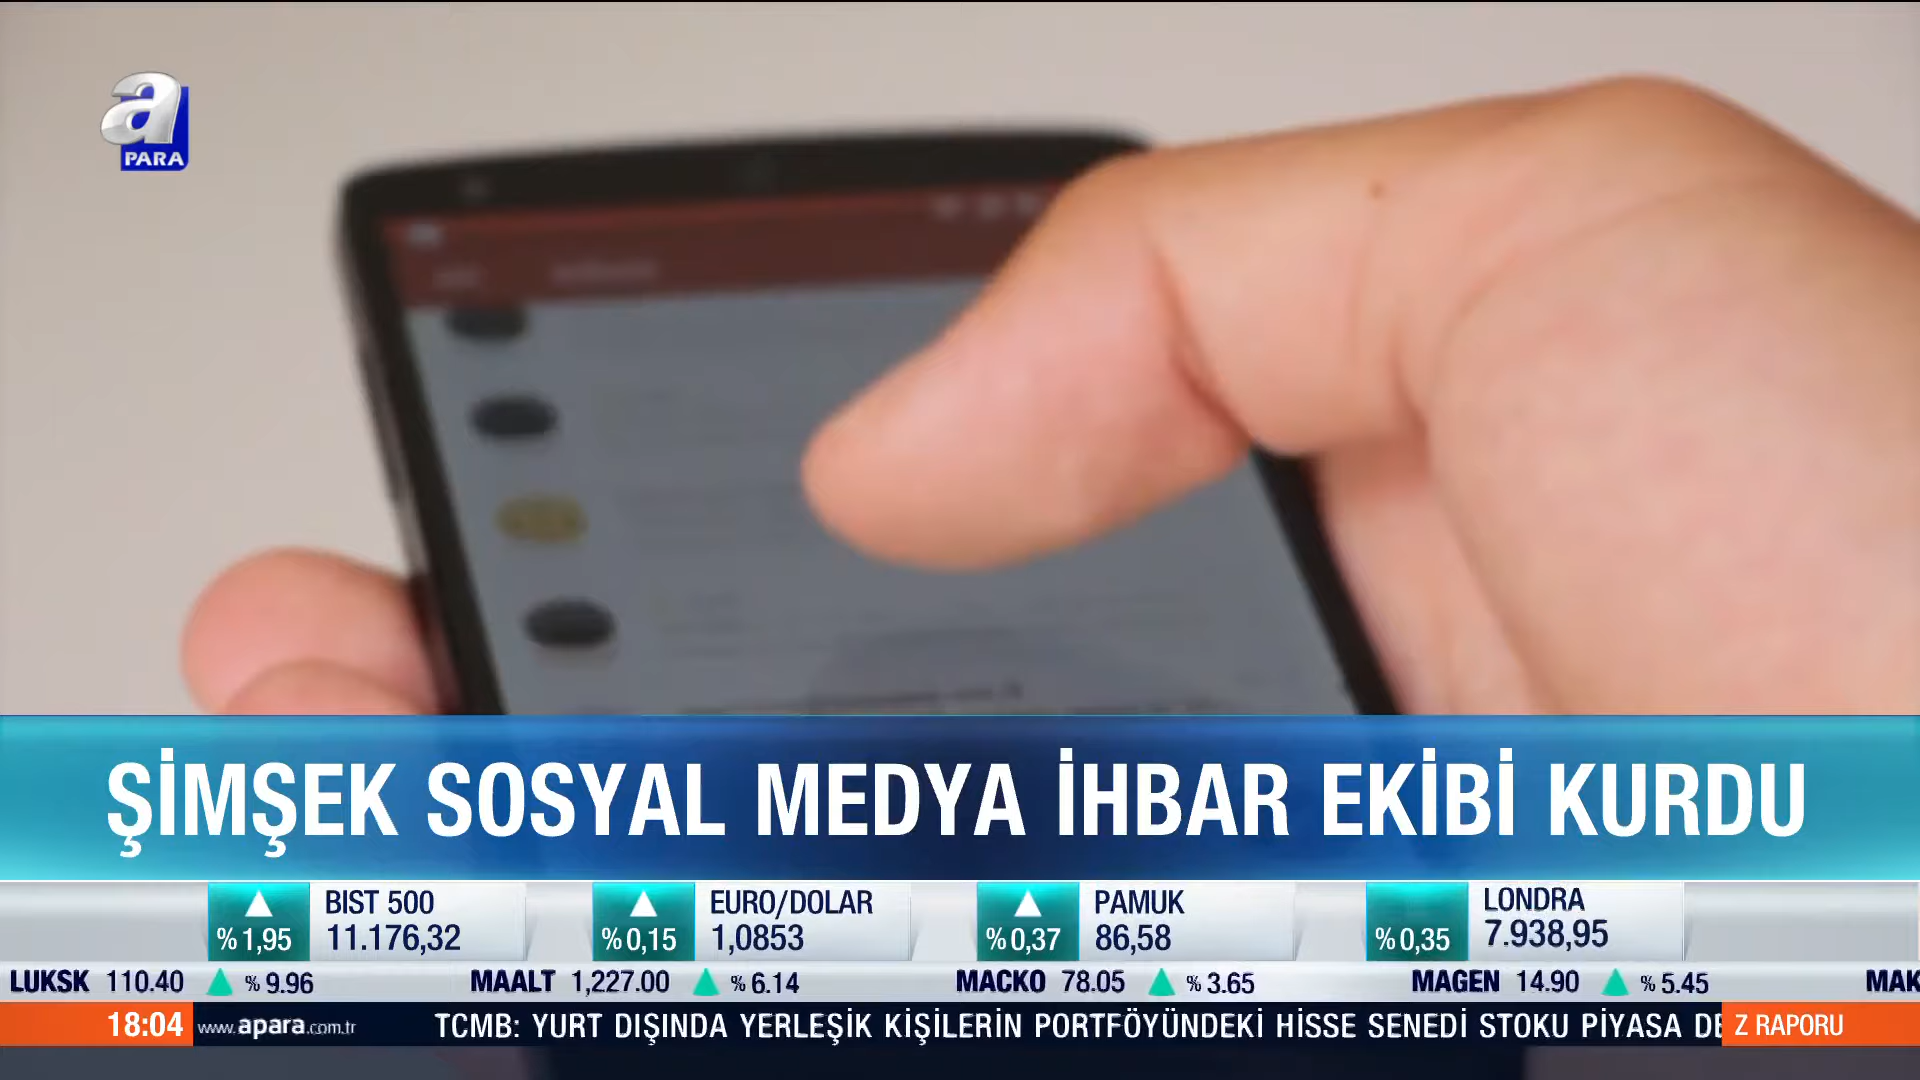 a
PARA
ŞİMŞEK SOSYAL MEDYA İHBAR EKİBİ KURDU
%1,95 BIST 500 11.176,32
%0,15 EURO/DOLAR 1,0853
%0,37 PAMUK 86,58
%0,35 LONDRA 7.938,95
LUKSK 110.40 % 9.96 MAALT 1,227.00 % 6.14 MACKO 78.05 % 3.65 MAGEN 14.90 % 5.45 MAK
18:04 www.apara.com.tr TCMB: YURT DIŞINDA YERLEŞİK KİŞİLERİN PORTFÖYÜNDEKİ HİSSE SENEDİ STOKU PİYASA DE Z RAPORU